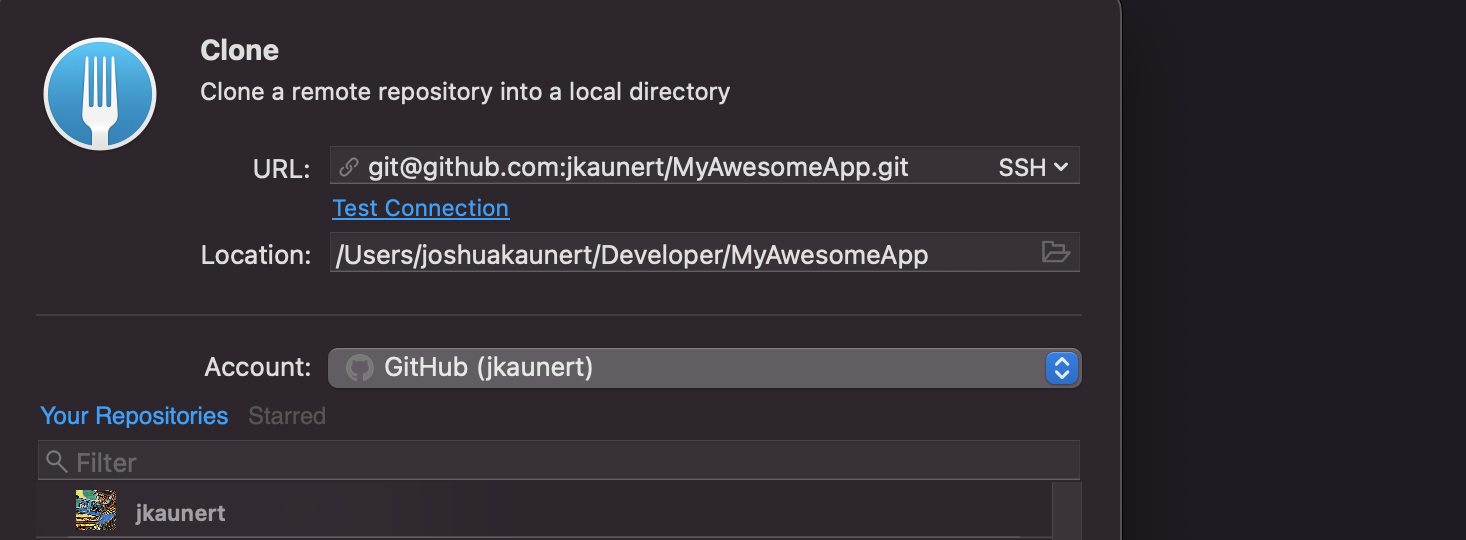 Clone
Clone a remote repository into a local directory
URL: git@github.com:jkaunert/MyAwesomeApp.git SSH
Test Connection
Location: /Users/joshuakaunert/Developer/MyAwesomeApp
Account: GitHub (jkaunert)
Your Repositories Starred
Filter
jkaunert